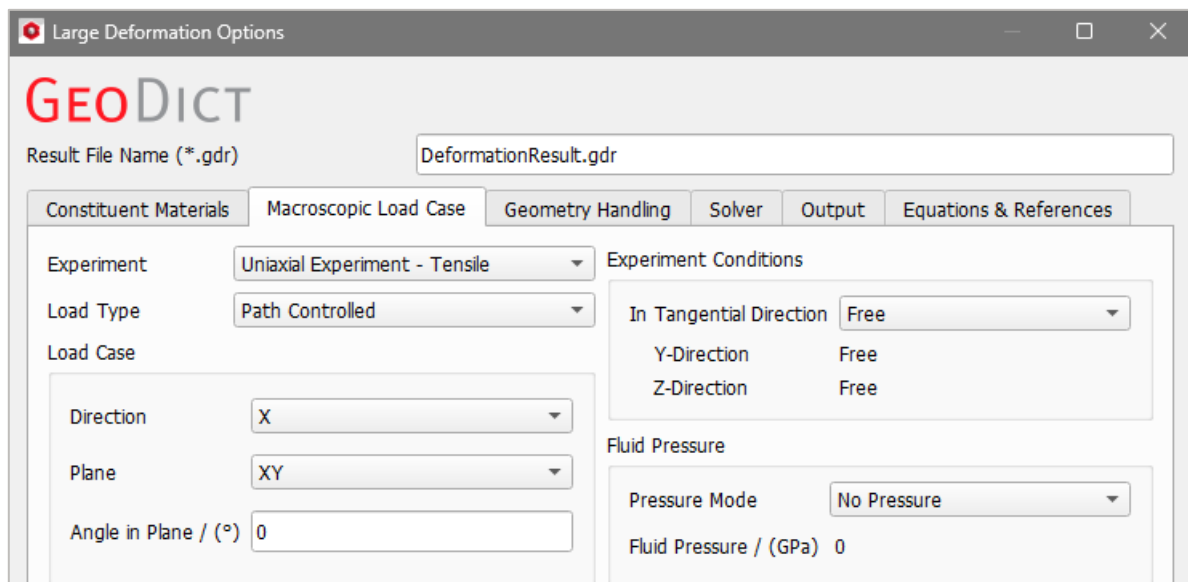 Large Deformation Options
GEODICT
Result File Name (*.gdr) DeformationResult.gdr
Constituent Materials Macroscopic Load Case Geometry Handling Solver Output Equations & References
Experiment Uniaxial Experiment - Tensile
Load Type Path Controlled
Load Case
Direction X
Plane XY
Angle in Plane / (°) 0
Experiment Conditions
In Tangential Direction Free
Y-Direction Free
Z-Direction Free
Fluid Pressure
Pressure Mode No Pressure
Fluid Pressure / (GPa) 0